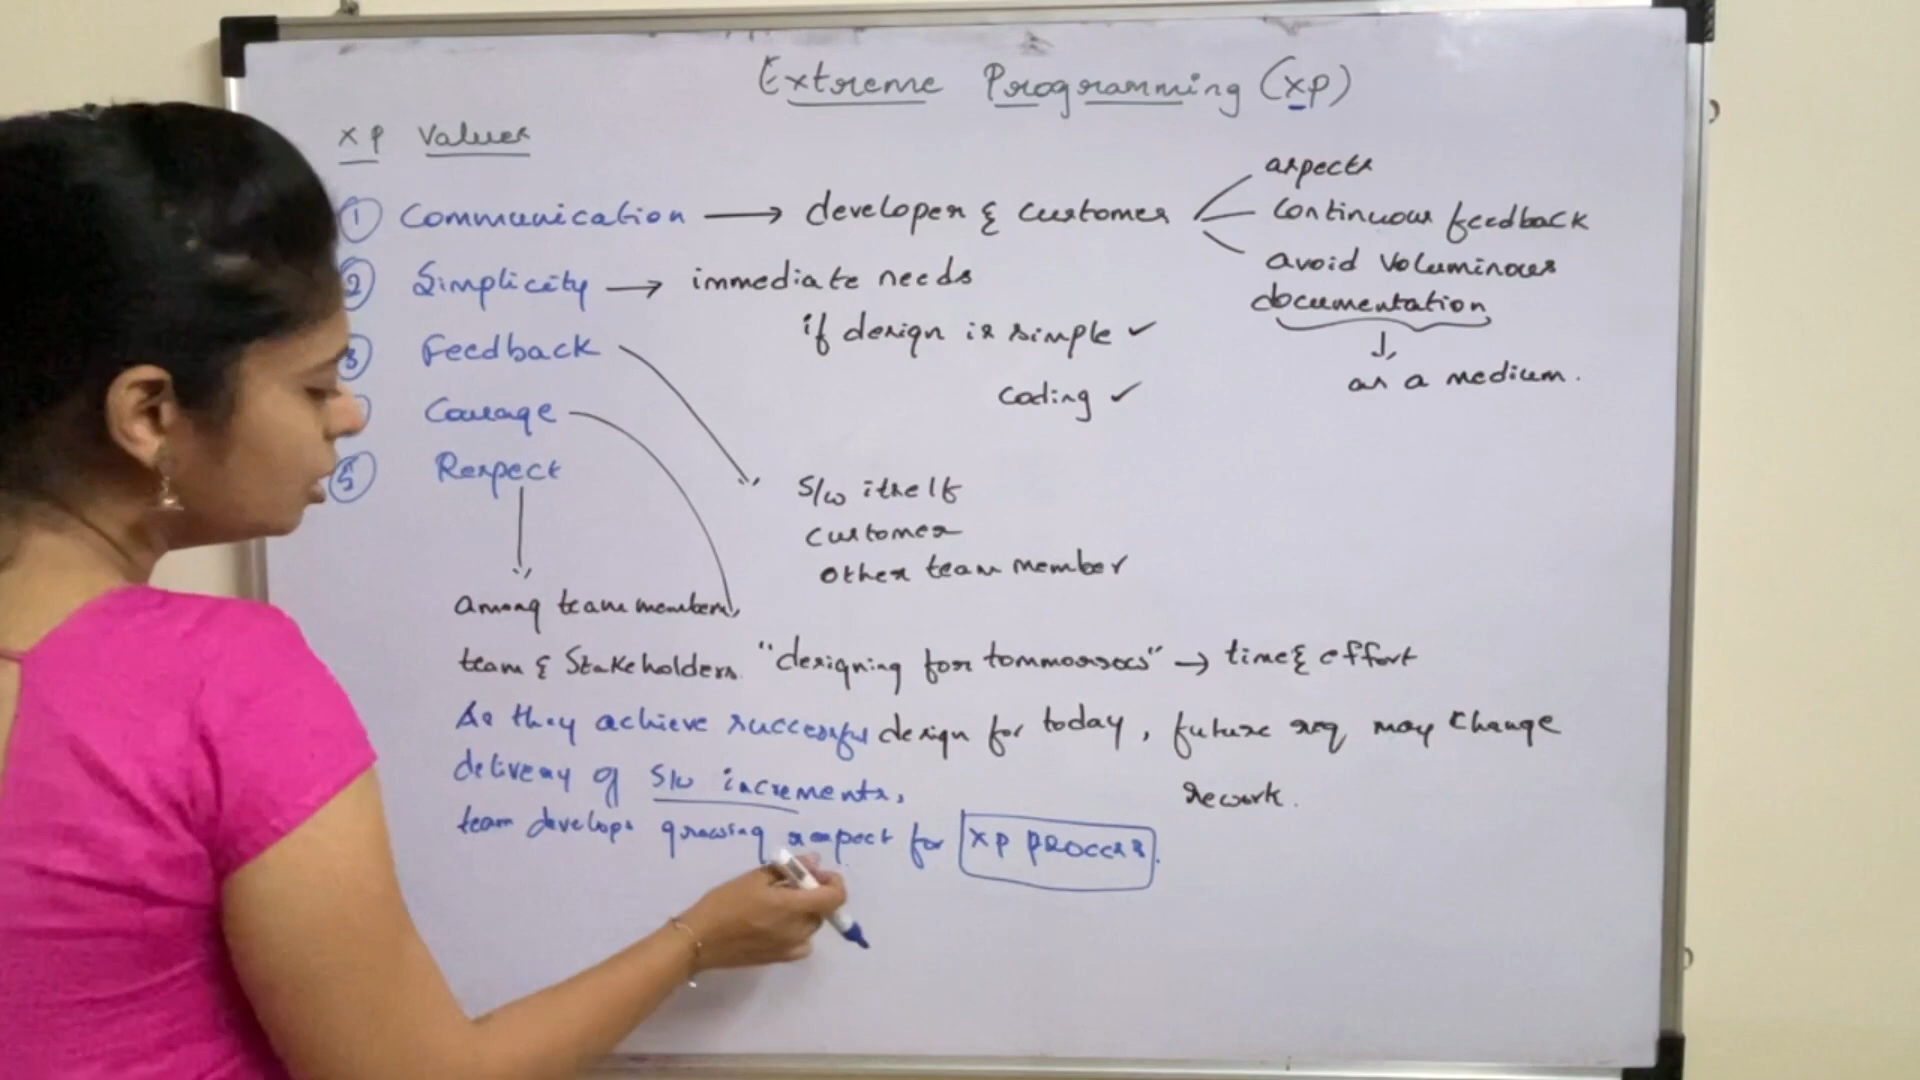 Extreme Programming (XP)
XP Values
① Communication → developer & customer
aspects
continuous feedback
avoid voluminous
documentation
as a medium.
② Simplicity → immediate needs
if design is simple ✓
coding ✓
3 Feedback
S/w itself
customer
other team member
Courage
"designing for tommorrow" → time & effort
design for today, future req may change
rework.
⑤ Respect
among team members,
team & Stakeholders.
As they achieve successful
delivery of S/w increments,
team develops growing respect for XP process.